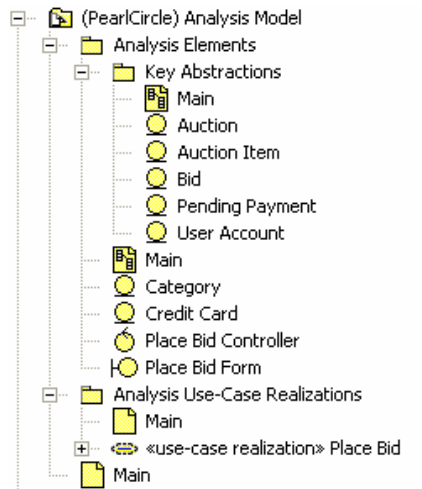 (PearlCircle) Analysis Model
Analysis Elements
Key Abstractions
Main
Auction
Auction Item
Bid
Pending Payment
User Account
Main
Category
Credit Card
Place Bid Controller
Place Bid Form
Analysis Use-Case Realizations
Main
«use-case realization» Place Bid
Main